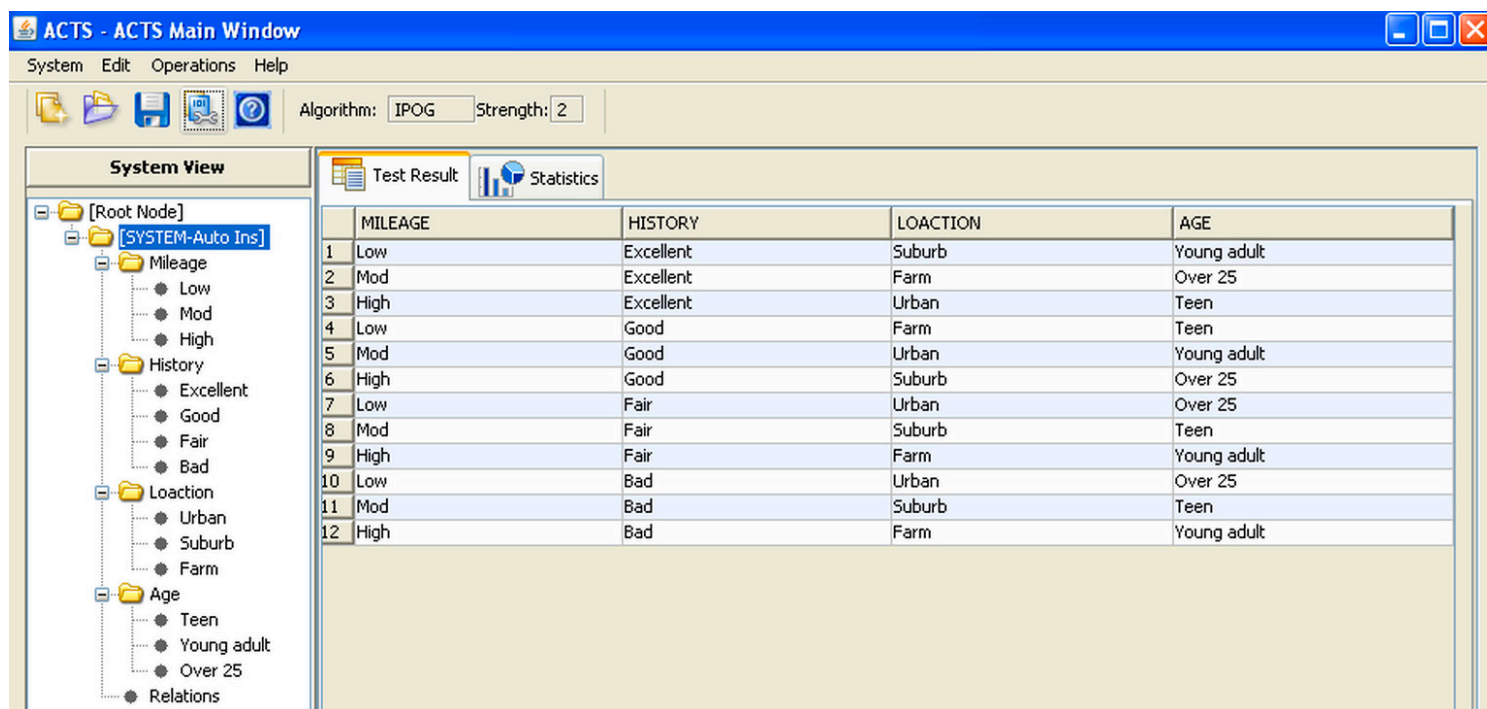 ACTS - ACTS Main Window
System Edit Operations Help
Algorithm: IPOG Strength: 2
System View
[Root Node]
[SYSTEM-Auto Ins]
Mileage
Low
Mod
High
History
Excellent
Good
Fair
Bad
Loaction
Urban
Suburb
Farm
Age
Teen
Young adult
Over 25
Relations
Test Result Statistics
MILEAGE HISTORY LOACTION AGE
1 Low Excellent Suburb Young adult
2 Mod Excellent Farm Over 25
3 High Excellent Urban Teen
4 Low Good Farm Teen
5 Mod Good Urban Young adult
6 High Good Suburb Over 25
7 Low Fair Urban Over 25
8 Mod Fair Suburb Teen
9 High Fair Farm Young adult
10 Low Bad Urban Over 25
11 Mod Bad Suburb Teen
12 High Bad Farm Young adult